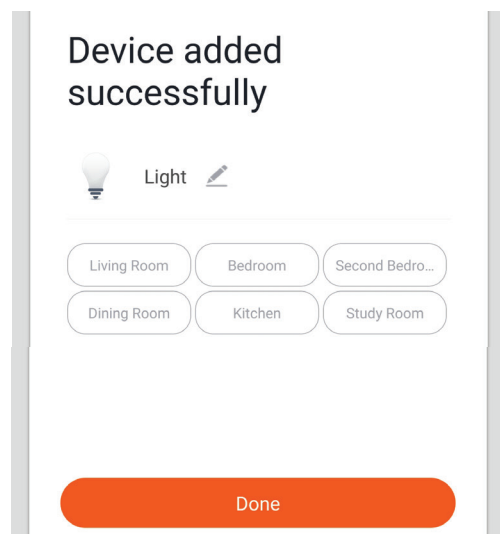 Device added
successfully
Light
Living Room Bedroom Second Bedro...
Dining Room Kitchen Study Room
Done